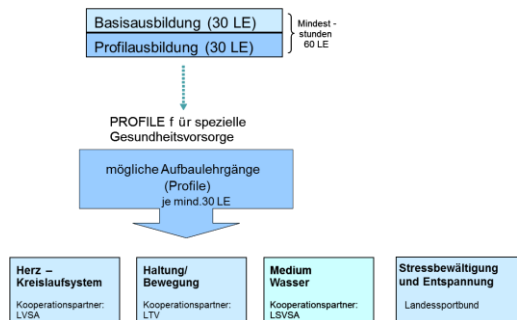 Basisausbildung (30 LE)
Profilausbildung (30 LE)
Mindest -
stunden
60 LE
PROFILE f ür spezielle
Gesundheitsvorsorge
mögliche Aufbaulehrgänge
(Profile)
je mind.30 LE
Herz –
Kreislaufsystem
Kooperationspartner:
LVSA
Haltung/
Bewegung
Kooperationspartner:
LTV
Medium
Wasser
Kooperationspartner:
LSVSA
Stressbewältigung
und Entspannung
Landessportbund